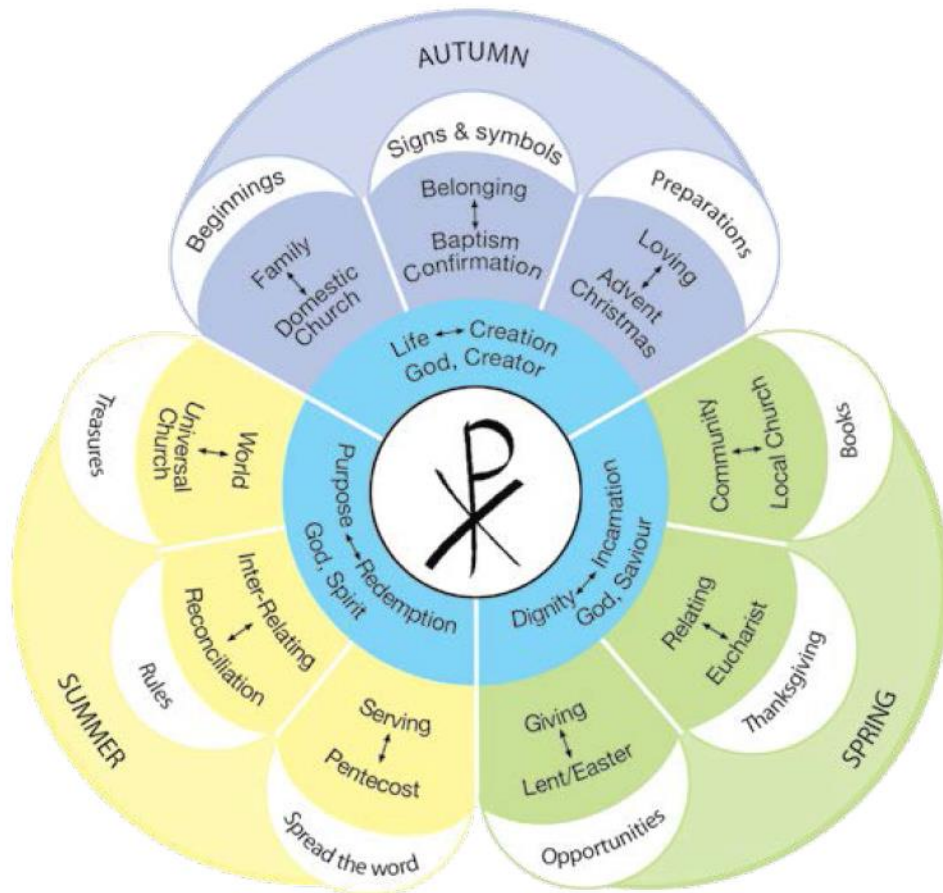 AUTUMN
Beginnings
Family
Domestic
Church
Signs & symbols
Belonging
Baptism
Confirmation
Preparations
Loving
Advent
Christmas
Life Creation
God, Creator
Books
Community
Local Church
Thanksgiving
Relating
Eucharist
Opportunities
Giving
Lent/Easter
SPRING
Dignity Incarnation
God, Saviour
Spread the word
Serving
Pentecost
Rules
Inter-Relating
Reconciliation
Treasures
World
Universal
Church
SUMMER
Purpose Redemption
God, Spirit